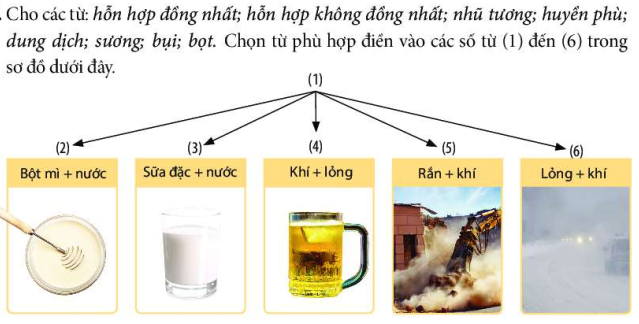 . Cho các từ: hỗn hợp đồng nhất; hỗn hợp không đồng nhất; nhũ tương; huyền phù;
dung dịch; sương; bụi; bọt. Chọn từ phù hợp điền vào các số từ (1) đến (6) trong
sơ đồ dưới đây.
(1)
(2) (3) (4) (5) (6)
Bột mì + nước Sữa đặc + nước Khí + lỏng Rắn + khí Lỏng + khí